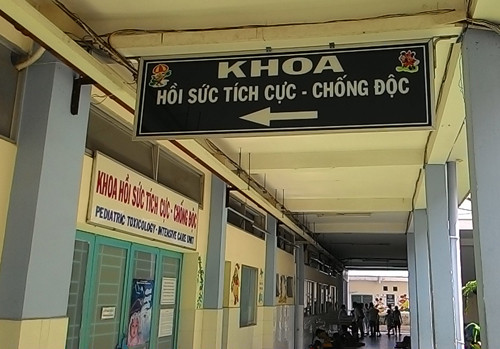 KHOA
HỒI SỨC TÍCH CỰC - CHỐNG ĐỘC
KHOA HỒI SỨC TÍCH CỰC - CHỐNG ĐỘC
PEDIATRIC TOXICOLOGY - INTENSIVE CARE UNIT